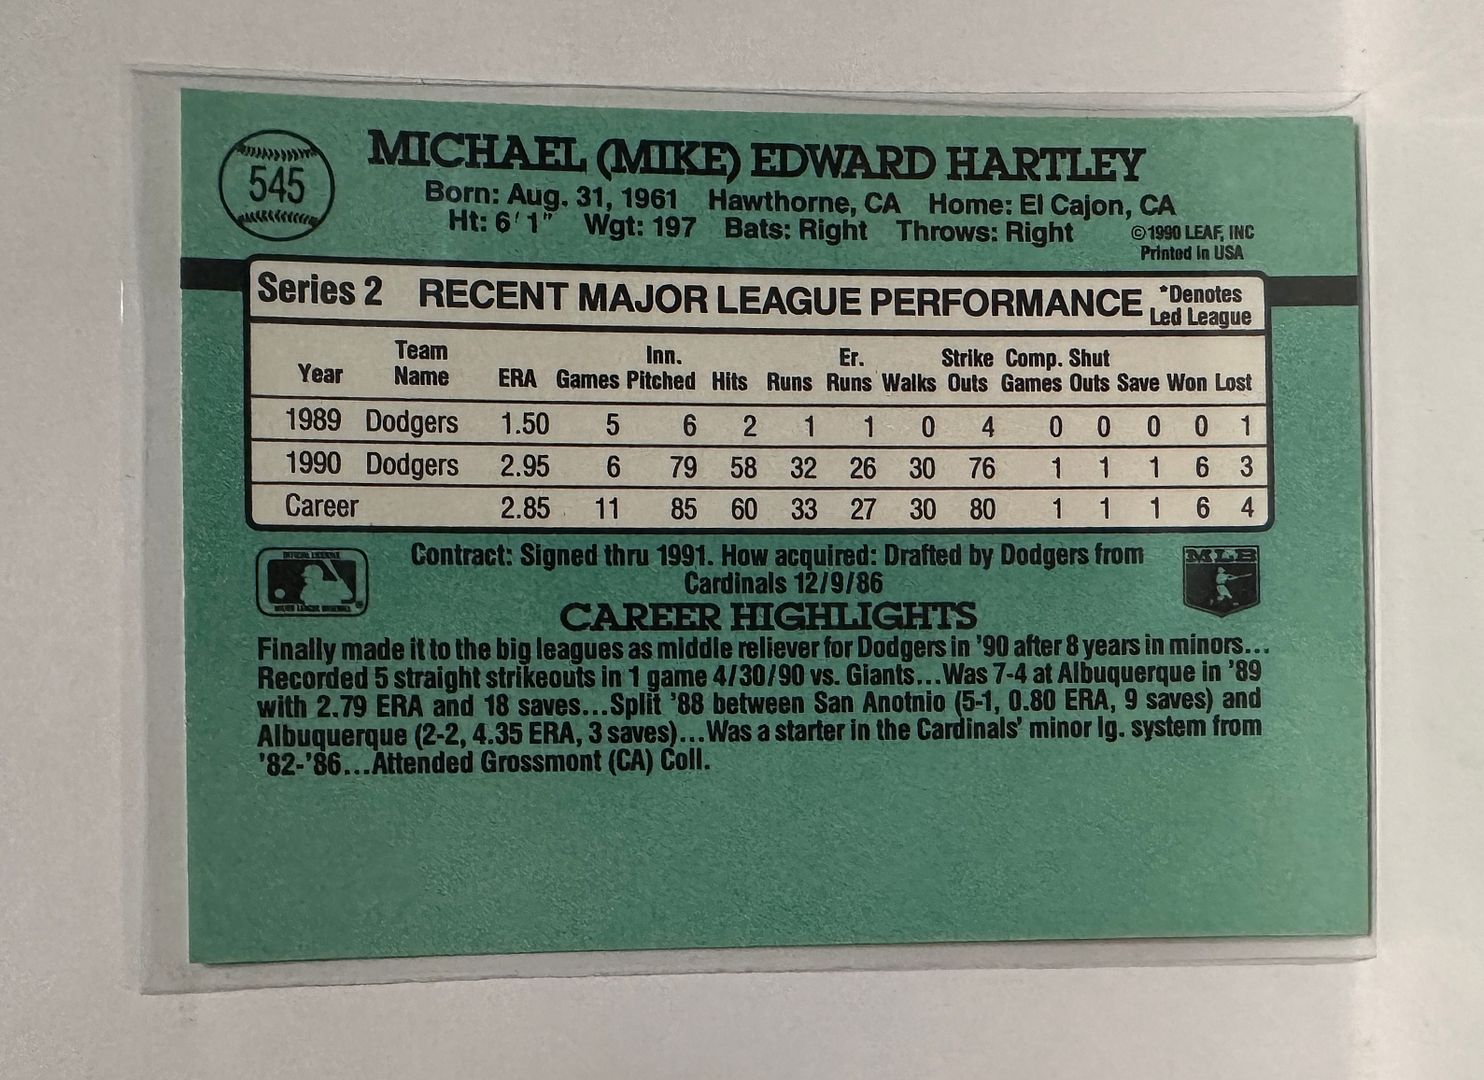 545
MICHAEL (MIKE) EDWARD HARTLEY
Born: Aug. 31, 1961 Hawthorne, CA Home: El Cajon, CA
Ht: 6' 1" Wgt: 197 Bats: Right Throws: Right
©1990 LEAF, INC
Printed in USA
Series 2 RECENT MAJOR LEAGUE PERFORMANCE
*Denotes
Led League
Team Inn. Er. Strike Comp. Shut
Year Name ERA Games Pitched Hits Runs Runs Walks Outs Games Outs Save Won Lost
1989 Dodgers 1.50 5 6 2 1 1 0 4 0 0 0 0 1
1990 Dodgers 2.95 6 79 58 32 26 30 76 1 1 1 6 3
Career 2.85 11 85 60 33 27 30 80 1 1 1 6 4
Contract: Signed thru 1991. How acquired: Drafted by Dodgers from
Cardinals 12/9/86
MLB
CAREER HIGHLIGHTS
Finally made it to the big leagues as middle reliever for Dodgers in '90 after 8 years in minors...
Recorded 5 straight strikeouts in 1 game 4/30/90 vs. Giants...Was 7-4 at Albuquerque in '89
with 2.79 ERA and 18 saves...Split '88 between San Anotnio (5-1, 0.80 ERA, 9 saves) and
Albuquerque (2-2, 4.35 ERA, 3 saves)...Was a starter in the Cardinals' minor lg. system from
'82-'86...Attended Grossmont (CA) Coll.